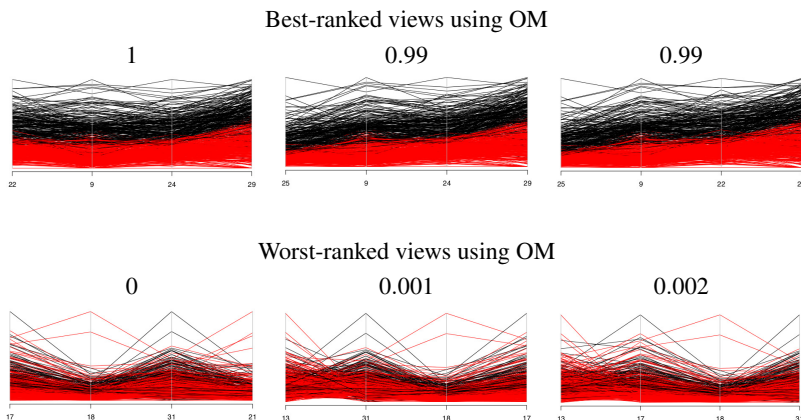 Best-ranked views using OM
1 0.99 0.99
22 9 24 29 25 9 24 29 25 9 22
Worst-ranked views using OM
0 0.001 0.002
17 18 31 21 13 31 18 17 13 17 18